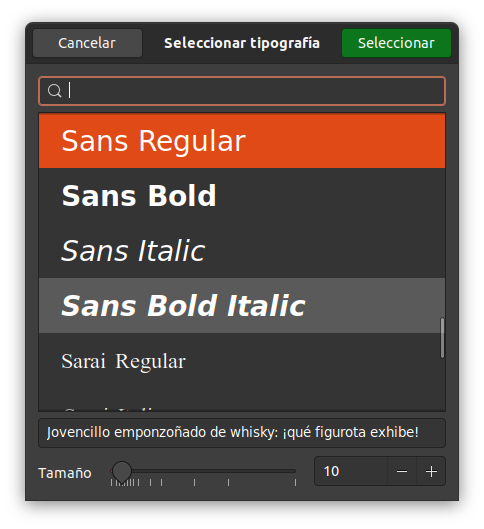 Cancelar Seleccionar tipografía Seleccionar
Sans Regular
Sans Bold
Sans Italic
Sans Bold Italic
Sarai Regular
Jovencillo emponzoñado de whisky: ¡qué figurota exhibe!
Tamaño 10 − +